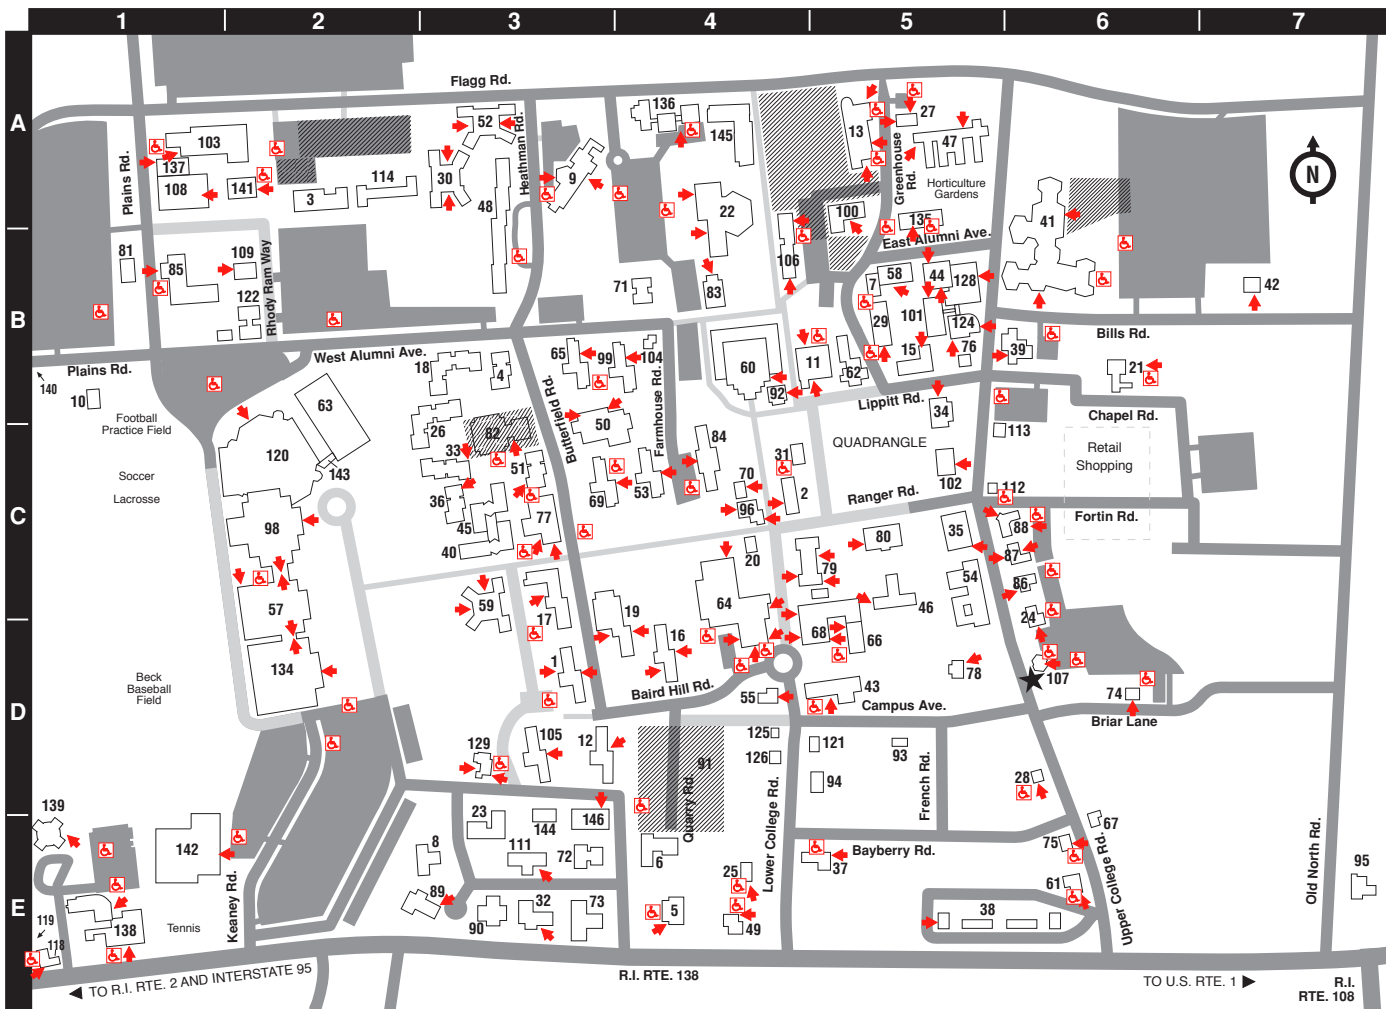 1 2 3 4 5 6 7
A
B
C
D
E
N
Flagg Rd.
Plains Rd.
Heathman Rd.
Greenhouse
Rd.
Horticulture
Gardens
East Alumni Ave.
Rhody Ram Way
West Alumni Ave.
Plains Rd.
Bills Rd.
Chapel Rd.
Lippitt Rd.
Butterfield Rd.
Farmhouse Rd.
Football
Practice Field
Soccer
Lacrosse
QUADRANGLE
Retail
Shopping
Ranger Rd.
Fortin Rd.
Beck
Baseball
Field
Baird Hill Rd.
Campus Ave.
Briar Lane
Quarry Rd.
Lower College Rd.
French Rd.
Bayberry Rd.
Upper College Rd.
Old North Rd.
Keaney Rd.
Tennis
TO R.I. RTE. 2 AND INTERSTATE 95
R.I. RTE. 138
TO U.S. RTE. 1
R.I.
RTE. 108
103
137
108
141
3
114
52
30
48
9
136
145
22
13
27
47
100
135
106
41
42
81
85
109
122
71
83
7
58
44
128
29
101
124
15
76
39
21
140
10
18
4
65
99
104
60
11
62
92
34
113
63
120
143
26
82
33
50
84
31
36
51
69
53
70
2
96
102
112
98
45
40
77
20
79
80
35
88
87
86
57
59
17
19
64
54
46
24
134
1
16
68
66
78
107
55
43
74
129
105
12
125
126
91
121
94
93
28
139
142
23
144
146
8
111
72
6
25
37
67
75
61
89
90
32
73
5
49
38
95
119
118
138